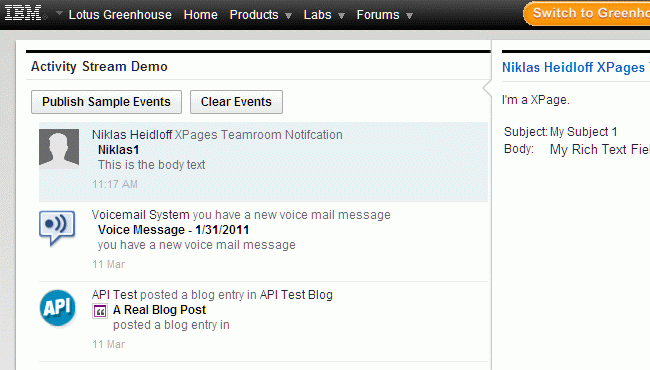 IBM Lotus Greenhouse Home Products Labs Forums Switch to Greenho
Activity Stream Demo
Publish Sample Events Clear Events
Niklas Heidloff XPages Teamroom Notifcation
Niklas1
This is the body text
11:17 AM
Voicemail System you have a new voice mail message
Voice Message - 1/31/2011
you have a new voice mail message
11 Mar
API
API Test posted a blog entry in API Test Blog
A Real Blog Post
posted a blog entry in
11 Mar
Niklas Heidloff XPages
I'm a XPage.
Subject: My Subject 1
Body: My Rich Text Fiel